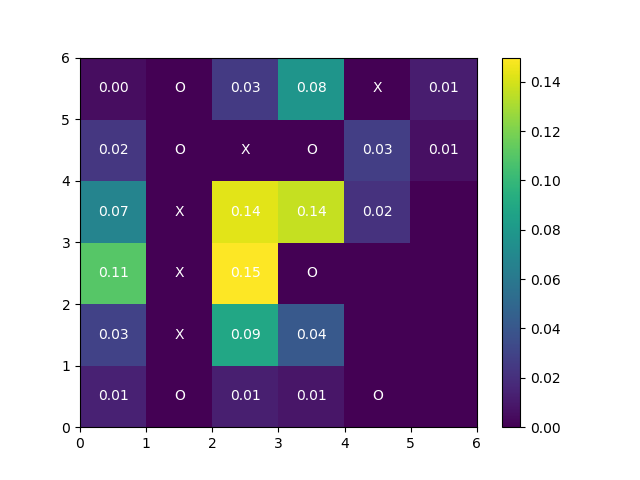 6
0.00 O 0.03 0.08 X 0.01
0.14
5
0.02 O X O 0.03 0.01
0.12
4
0.10
0.07 X 0.14 0.14 0.02
0.08
3
0.11 X 0.15 O
0.06
2
0.03 X 0.09 0.04
0.04
1
0.02
0.01 O 0.01 0.01 O
0
0.00
0 1 2 3 4 5 6